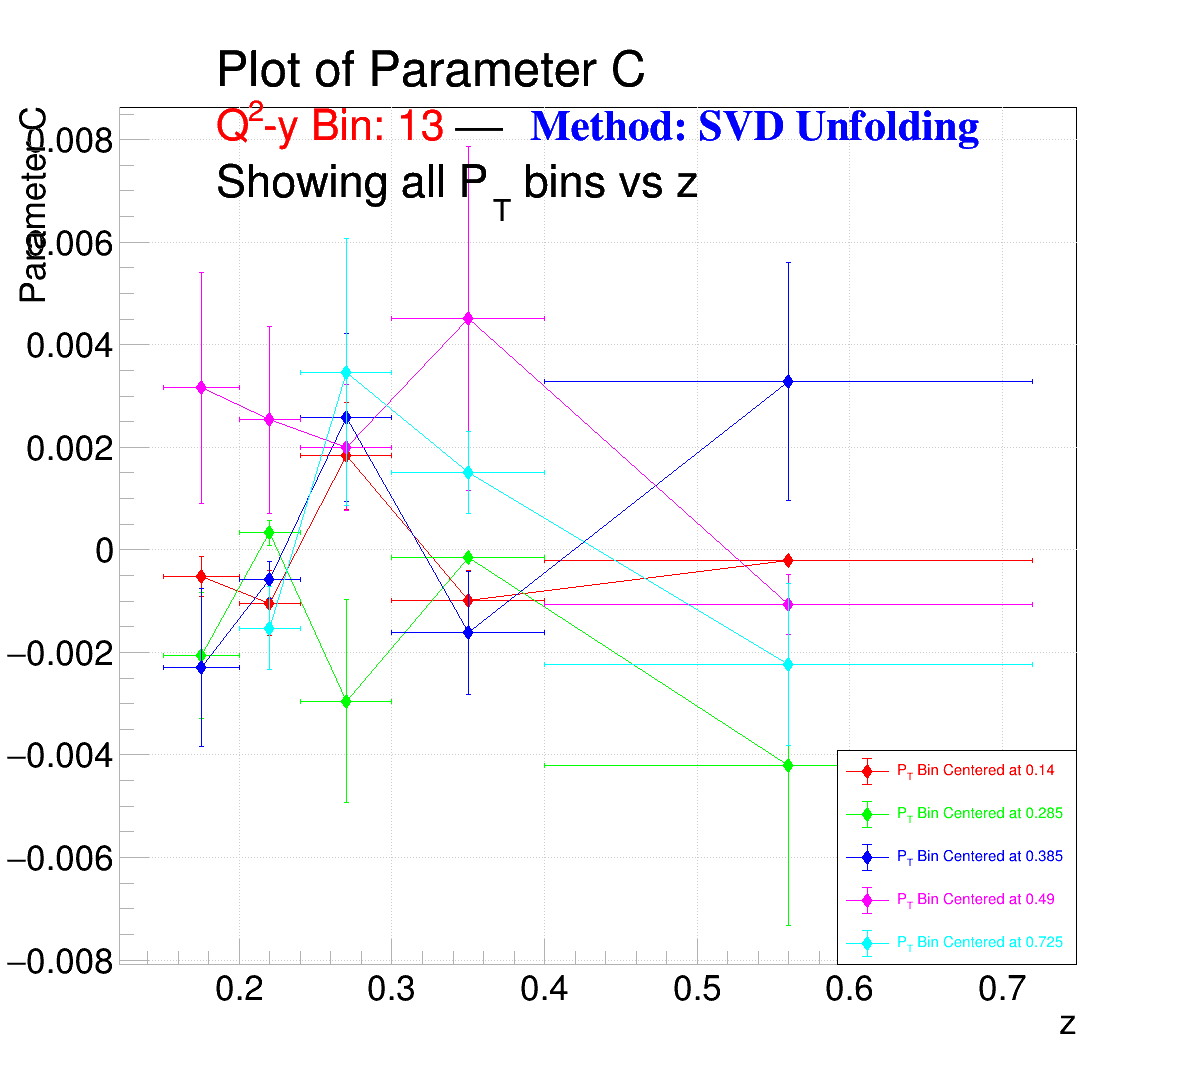 Plot of Parameter C
Q2-y Bin: 13 — Method: SVD Unfolding
Showing all PT bins vs z
Parameter C
0.008
0.006
0.004
0.002
0
−0.002
−0.004
−0.006
−0.008
PT Bin Centered at 0.14
PT Bin Centered at 0.285
PT Bin Centered at 0.385
PT Bin Centered at 0.49
PT Bin Centered at 0.725
0.2 0.3 0.4 0.5 0.6 0.7
z